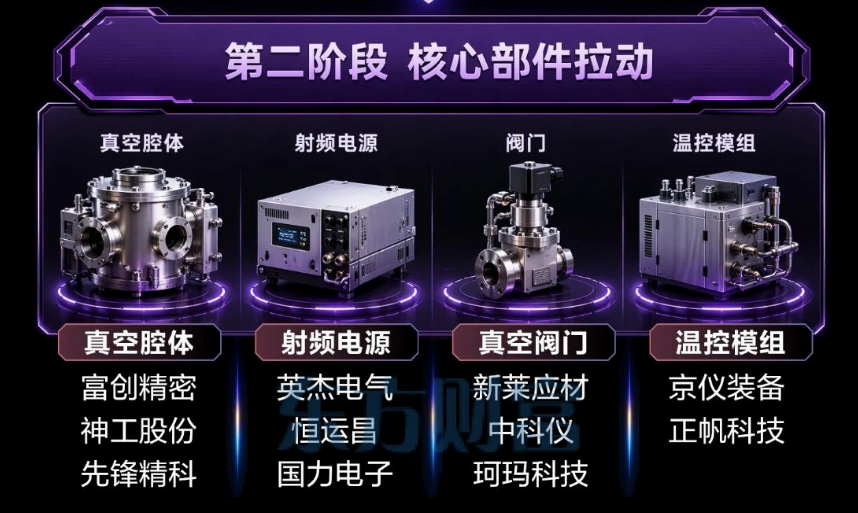 第二阶段 核心部件拉动
真空腔体
射频电源
阀门
温控模组
真空腔体
富创精密
神工股份
先锋精科
射频电源
英杰电气
恒运昌
国力电子
真空阀门
新莱应材
中科仪
珂玛科技
温控模组
京仪装备
正帆科技
东方财富